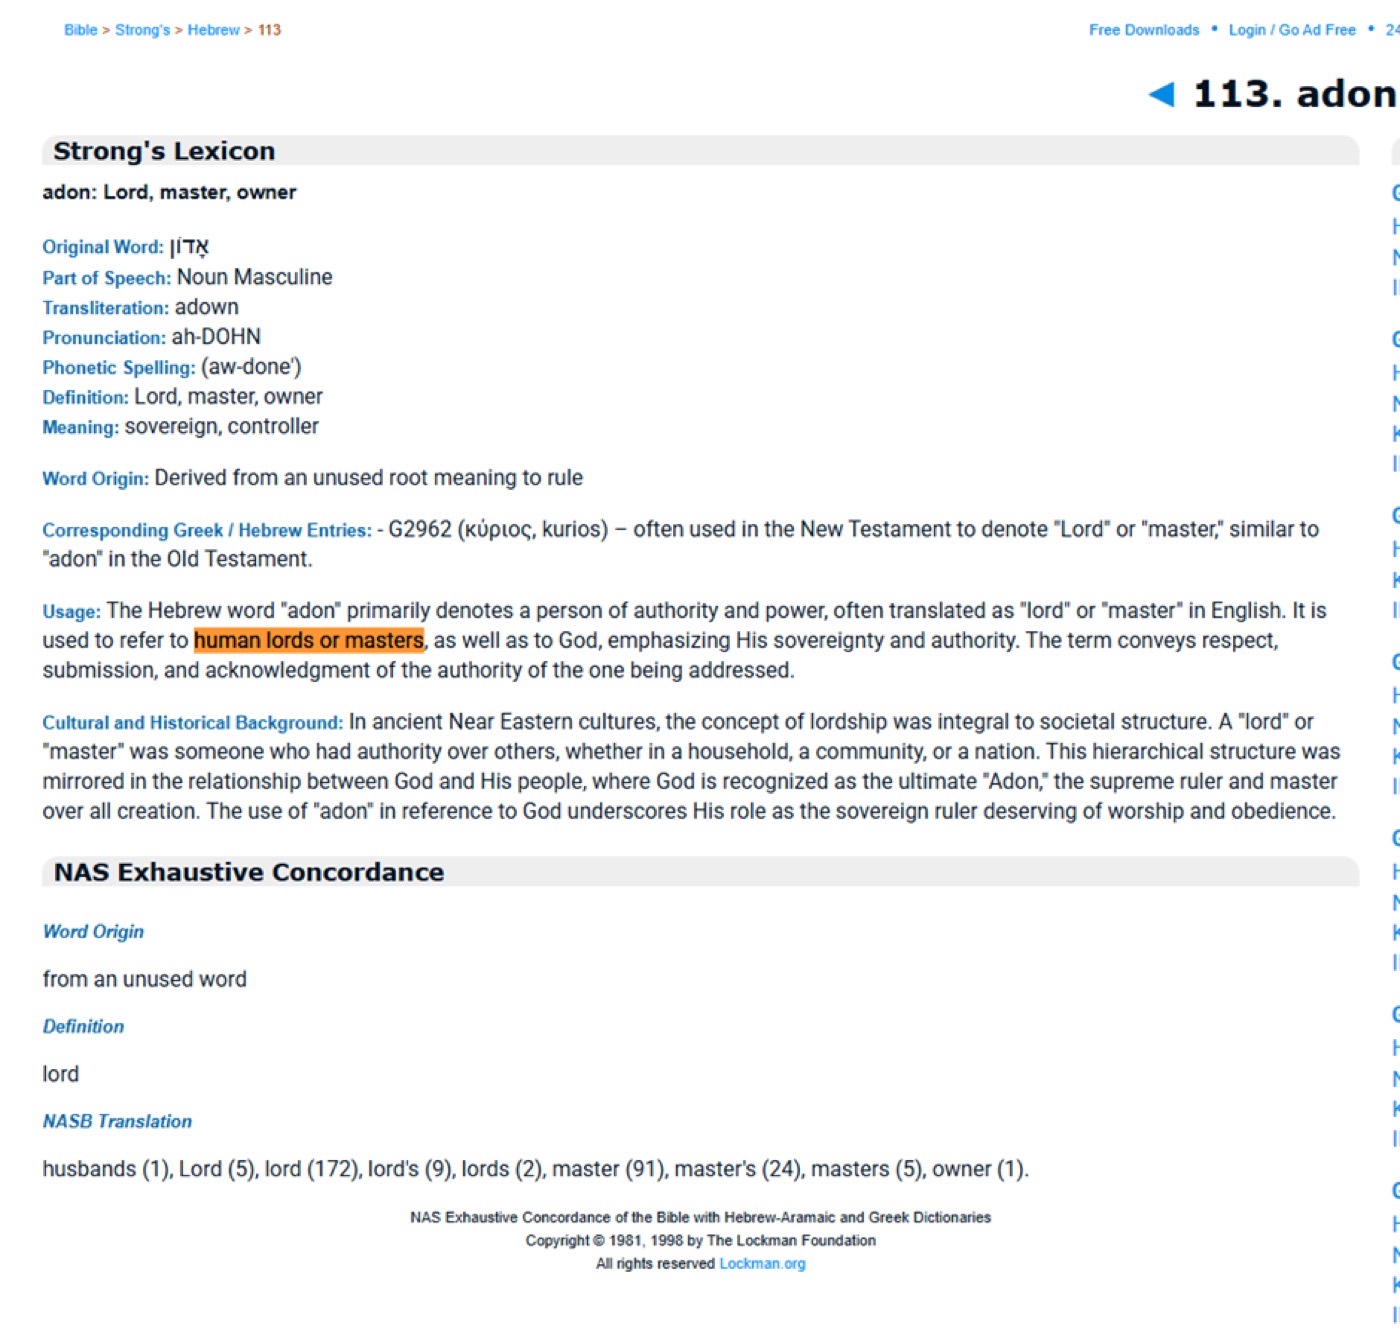 Bible > Strong's > Hebrew > 113
Free Downloads • Login / Go Ad Free • 24
◄ 113. adon
Strong's Lexicon
adon: Lord, master, owner
Original Word: אָדוֹן
Part of Speech: Noun Masculine
Transliteration: adown
Pronunciation: ah-DOHN
Phonetic Spelling: (aw-done')
Definition: Lord, master, owner
Meaning: sovereign, controller
Word Origin: Derived from an unused root meaning to rule
Corresponding Greek / Hebrew Entries: - G2962 (κύριος, kurios) – often used in the New Testament to denote "Lord" or "master," similar to
"adon" in the Old Testament.
Usage: The Hebrew word "adon" primarily denotes a person of authority and power, often translated as "lord" or "master" in English. It is
used to refer to human lords or masters, as well as to God, emphasizing His sovereignty and authority. The term conveys respect,
submission, and acknowledgment of the authority of the one being addressed.
Cultural and Historical Background: In ancient Near Eastern cultures, the concept of lordship was integral to societal structure. A "lord" or
"master" was someone who had authority over others, whether in a household, a community, or a nation. This hierarchical structure was
mirrored in the relationship between God and His people, where God is recognized as the ultimate "Adon," the supreme ruler and master
over all creation. The use of "adon" in reference to God underscores His role as the sovereign ruler deserving of worship and obedience.
NAS Exhaustive Concordance
Word Origin
from an unused word
Definition
lord
NASB Translation
husbands (1), Lord (5), lord (172), lord's (9), lords (2), master (91), master's (24), masters (5), owner (1).
NAS Exhaustive Concordance of the Bible with Hebrew-Aramaic and Greek Dictionaries
Copyright © 1981, 1998 by The Lockman Foundation
All rights reserved Lockman.org